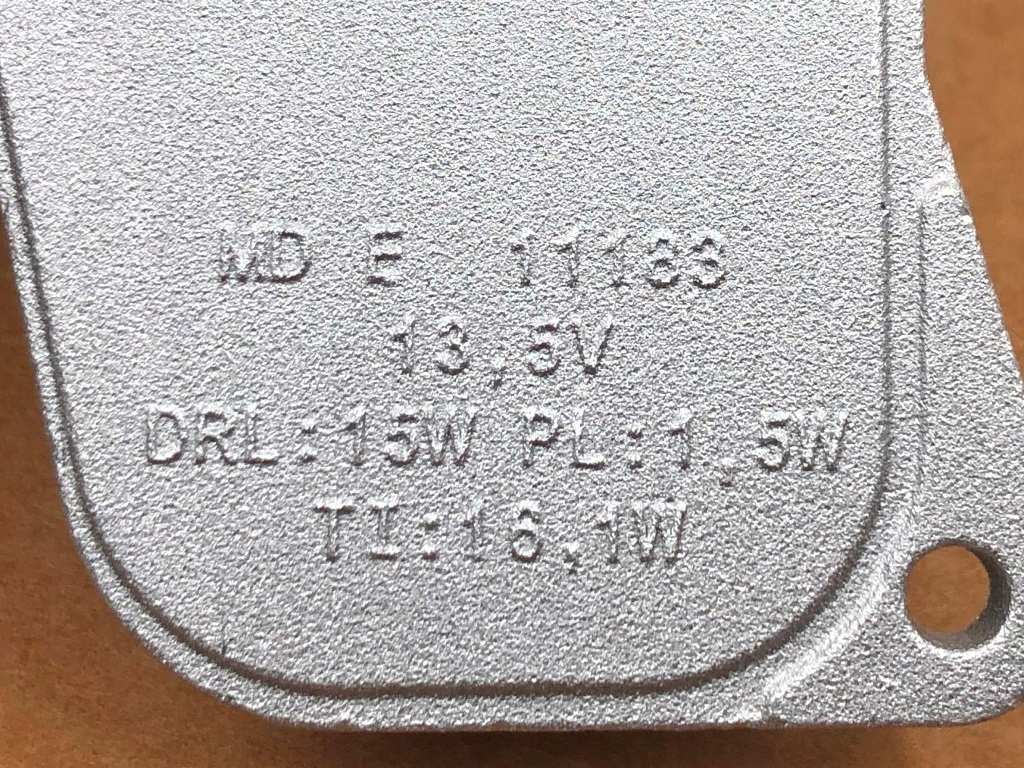 MD E 11183
13,5V
DRL:15W PL:1,5W
TI:16,1W